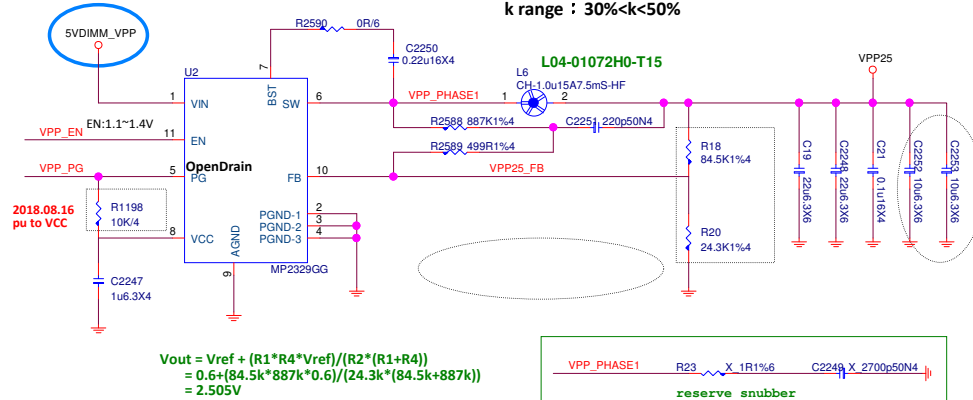 k range：30%<k<50%
5VDIMM_VPP
R2590
0R/6
C2250
0.22u16X4
L04-01072H0-T15
VPP25
U2
7
BST
L6
CH-1.0u15A7.5mS-HF
1
VIN
SW
6
VPP_PHASE1
1
2
EN:1.1~1.4V
VPP_EN
11
EN
R2588 887K1%4
C2251 220p50N4
R2589 499R1%4
R18
84.5K1%4
OpenDrain
VPP_PG
5
PG
FB
10
VPP25_FB
C19
22u6.3X6
C2248
22u6.3X6
C21
0.1u16X4
C2252
10u6.3X6
C2253
10u6.3X6
2018.08.16
pu to VCC
R1198
10K/4
PGND-1
2
PGND-2
3
PGND-3
4
8
VCC
AGND
R20
24.3K1%4
MP2329GG
9
C2247
1u6.3X4
Vout = Vref + (R1*R4*Vref)/(R2*(R1+R4))
= 0.6+(84.5k*887k*0.6)/(24.3k*(84.5k+887k))
= 2.505V
VPP_PHASE1
R23
X_1R1%6
C2249
X_2700p50N4
reserve snubber